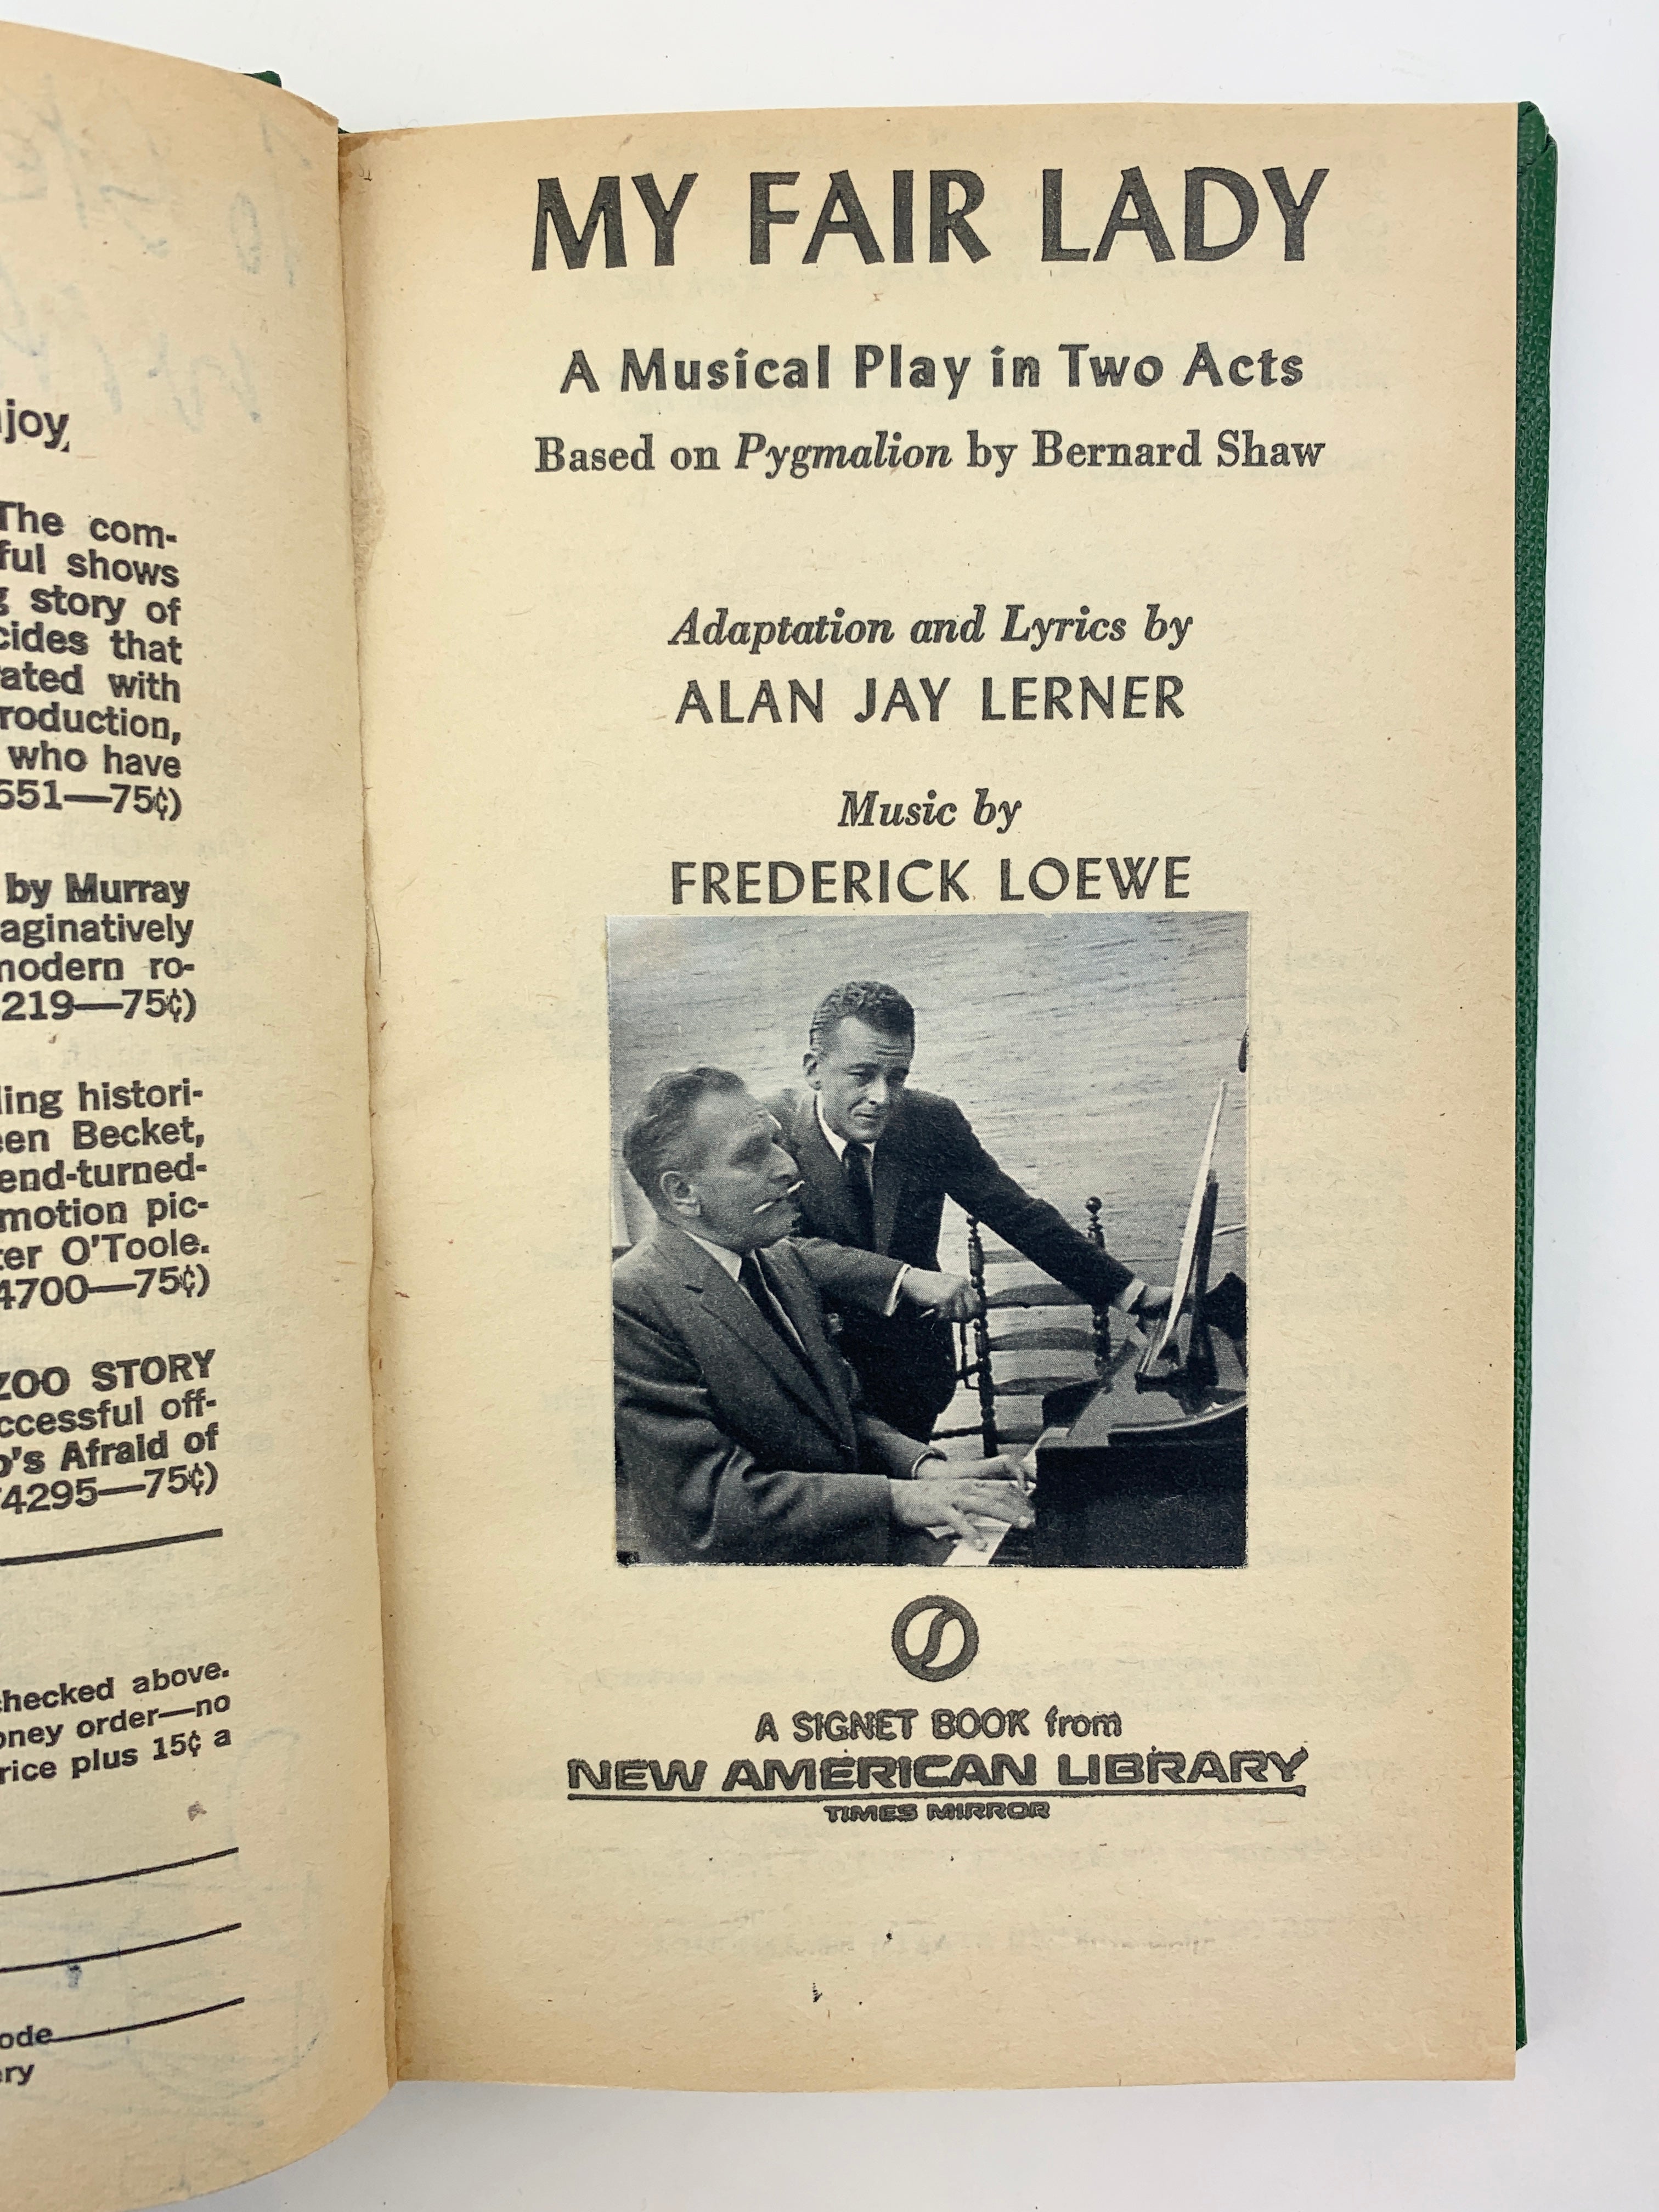 joy,
The com-
ful shows
story of
cides that
ated with
roduction,
who have
651—75¢)
by Murray
aginatively
modern ro-
219—75¢)
ling histori-
een Becket,
end-turned-
motion pic-
ter O'Toole.
4700—75¢)
ZOO STORY
ccessful off-
o's Afraid of
4295—75¢)
checked above.
oney order—no
rice plus 15¢ a
ode
ery
MY FAIR LADY
A Musical Play in Two Acts
Based on Pygmalion by Bernard Shaw
Adaptation and Lyrics by
ALAN JAY LERNER
Music by
FREDERICK LOEWE
A SIGNET BOOK from
NEW AMERICAN LIBRARY
TIMES MIRROR